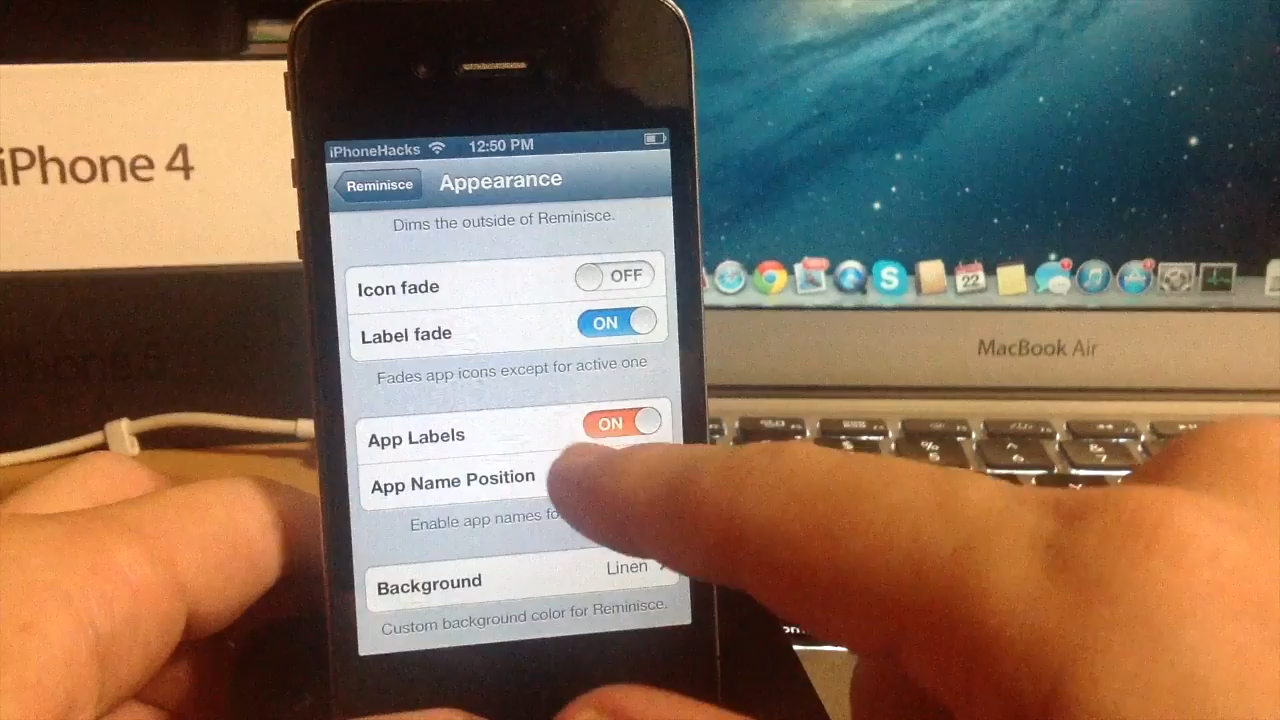 iPhone 4
iPhoneHacks 12:50 PM
Reminisce Appearance
Dims the outside of Reminisce.
Icon fade OFF
Label fade ON
Fades app icons except for active one
App Labels ON
App Name Position
Enable app names
Background Linen
Custom background color for Reminisce.
22
MacBook Air